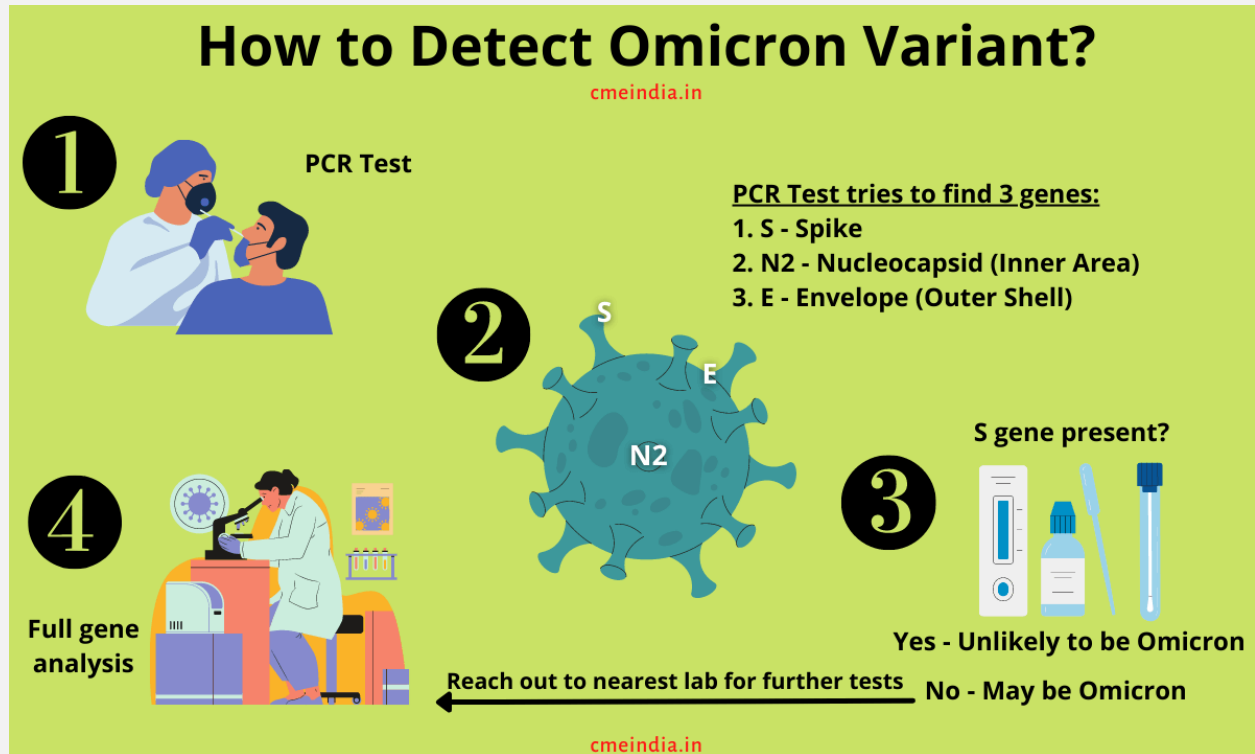 How to Detect Omicron Variant?
cmeindia.in
1
PCR Test
PCR Test tries to find 3 genes:
1. S - Spike
2. N2 - Nucleocapsid (Inner Area)
3. E - Envelope (Outer Shell)
2
S
E
N2
S gene present?
3
Yes - Unlikely to be Omicron
No - May be Omicron
Reach out to nearest lab for further tests
4
Full gene
analysis
cmeindia.in